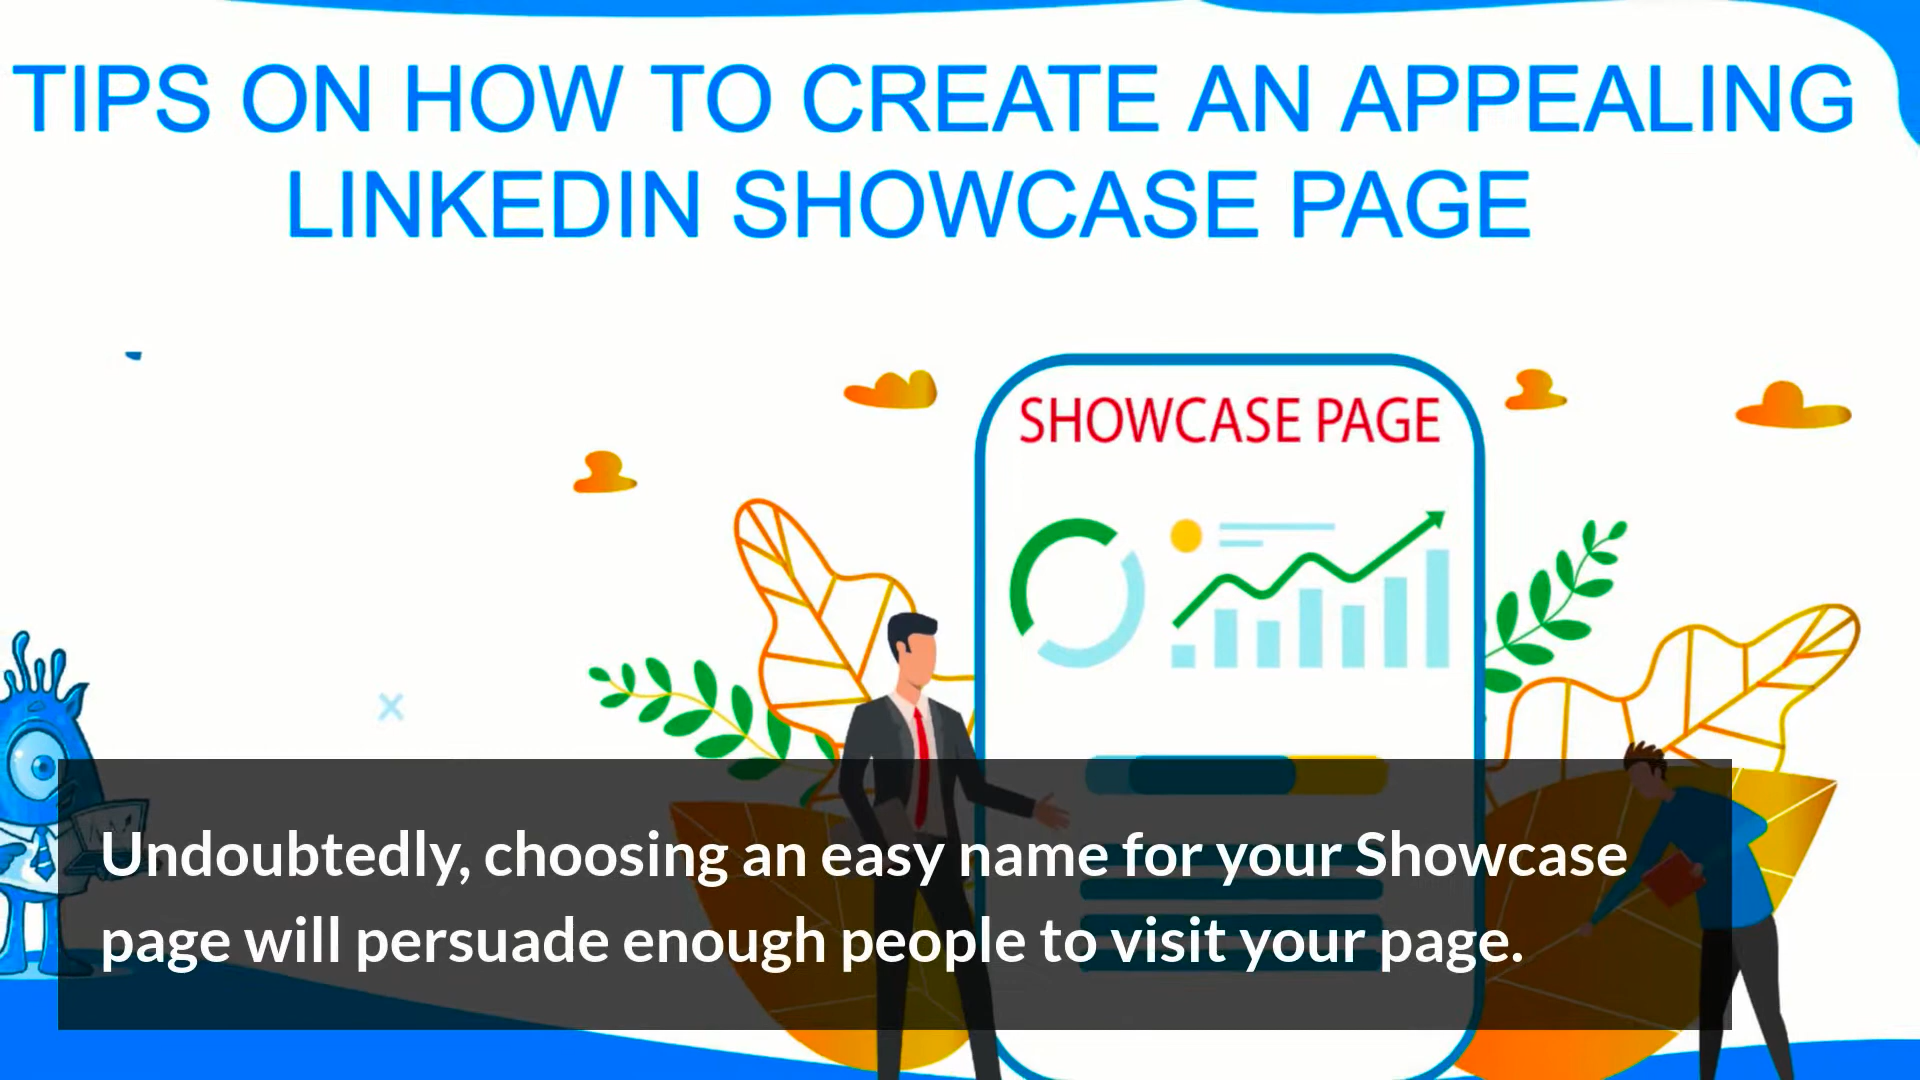 TIPS ON HOW TO CREATE AN APPEALING
LINKEDIN SHOWCASE PAGE
SHOWCASE PAGE
Undoubtedly, choosing an easy name for your Showcase
page will persuade enough people to visit your page.